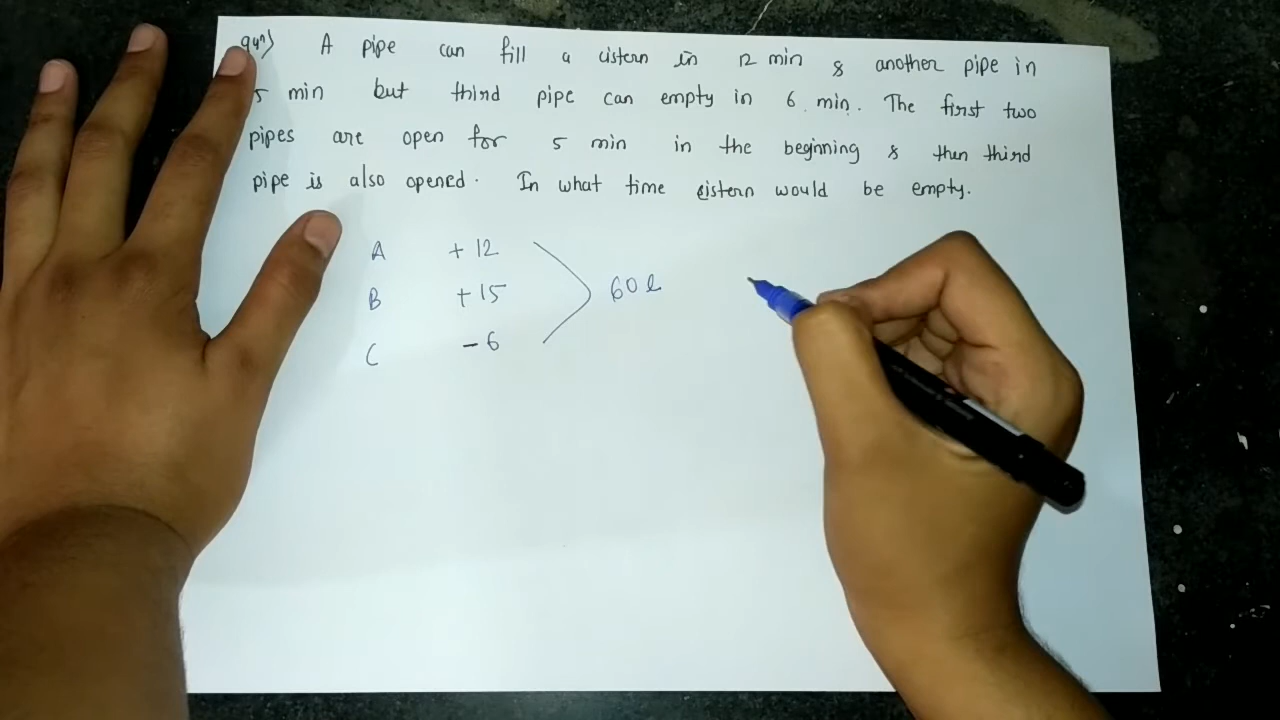 Qun) A pipe can fill a cistern in 12 min & another pipe in
5 min but third pipe can empty in 6 min. The first two
pipes are open for 5 min in the beginning & then third
pipe is also opened. In what time cistern would be empty.
A +12
B +15 60 l
C -6